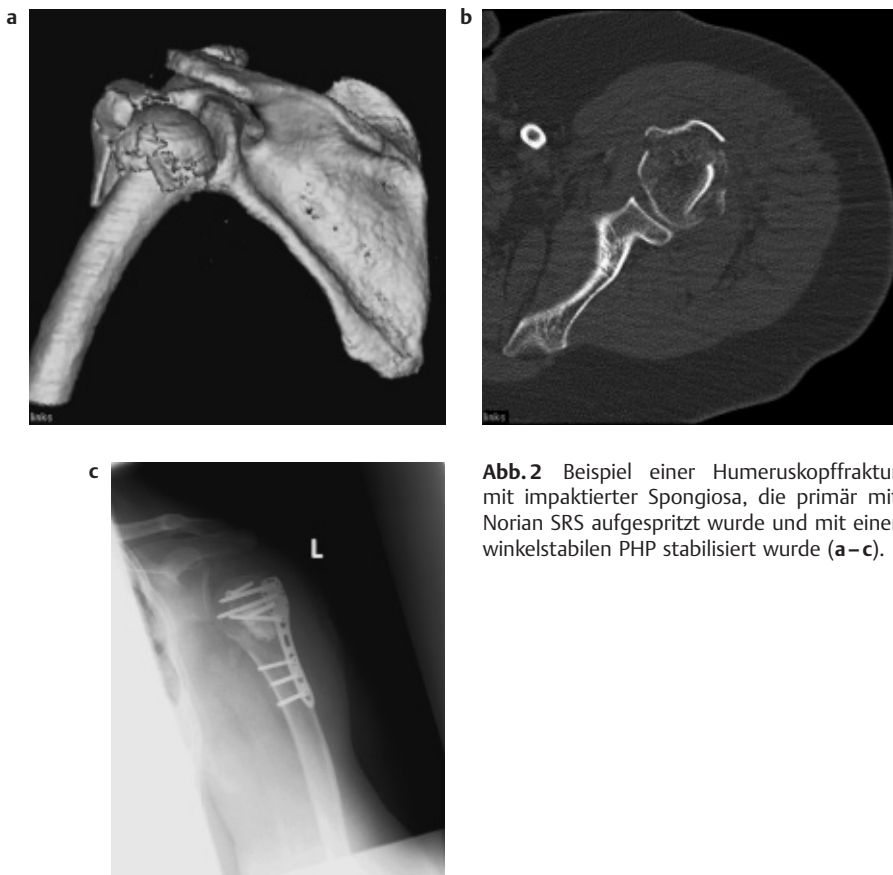 a
b
links
links
c
L
Abb. 2 Beispiel einer Humeruskopffraktur
mit impaktierter Spongiosa, die primär mit
Norian SRS aufgespritzt wurde und mit einer
winkelstabilen PHP stabilisiert wurde (a–c).